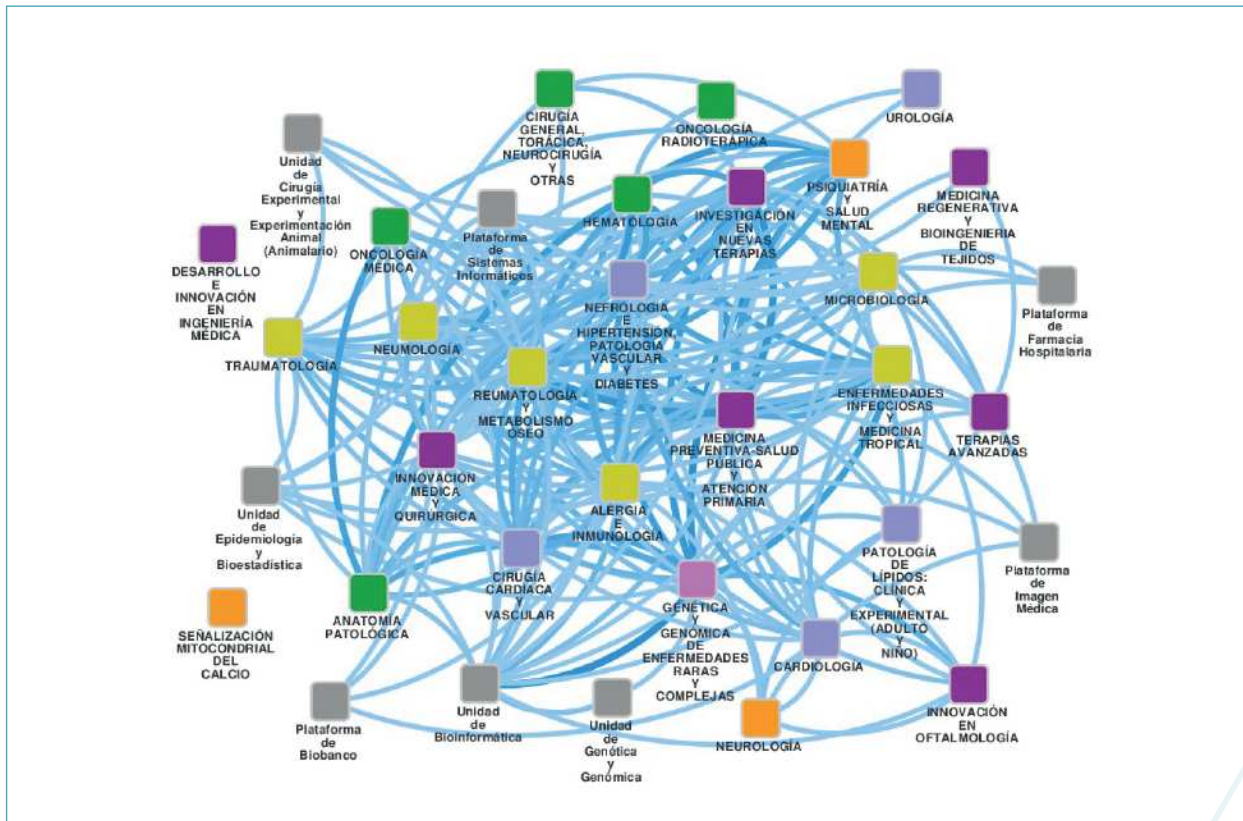 CIRUGÍA
GENERAL,
TORÁCICA,
NEUROCIRUGÍA
Y
OTRAS
ONCOLOGÍA
RADIOTERÁPICA
UROLOGÍA
Unidad
de
Cirugía
Experimental
y
Experimentación
Animal
(Animalario)
PSIQUIATRÍA
Y
SALUD
MENTAL
MEDICINA
REGENERATIVA
Y
BIOINGENIERIA
DE
TEJIDOS
HEMATOLOGÍA
INVESTIGACIÓN
EN
NUEVAS
TERAPIAS
Plataforma
de
Sistemas
Informáticos
ONCOLOGÍA
MÉDICA
DESARROLLO
E
INNOVACIÓN
EN
INGENIERÍA
MÉDICA
NEFROLOGIA
E
HIPERTENSIÓN,
PATOLOGÍA
VASCULAR
Y
DIABETES
MICROBIOLOGÍA
Plataforma
de
Farmacia
Hospitalaria
TRAUMATOLOGÍA
NEUMOLOGÍA
REUMATOLOGÍA
Y
METABOLISMO
OSEO
ENFERMEDADES
INFECCIOSAS
Y
MEDICINA
TROPICAL
MEDICINA
PREVENTIVA-SALUD
PÚBLICA
Y
ATENCIÓN
PRIMARIA
TERAPIAS
AVANZADAS
INNOVACIÓN
MÉDICA
Y
QUIRÚRGICA
ALERGIA
E
INMUNOLOGÍA
Unidad
de
Epidemiología
y
Bioestadística
PATOLOGÍA
DE
LÍPIDOS:
CLÍNICA
Y
EXPERIMENTAL
(ADULTO
Y
NIÑO)
Plataforma
de
Imagen
Médica
CIRUGÍA
CARDÍACA
Y
VASCULAR
GENÉTICA
Y
GENÓMICA
DE
ENFERMEDADES
RARAS
Y
COMPLEJAS
ANATOMÍA
PATOLÓGICA
SEÑALIZACIÓN
MITOCONDRIAL
DEL
CALCIO
CARDIOLOGÍA
INNOVACIÓN
EN
OFTALMOLOGÍA
Plataforma
de
Biobanco
Unidad
de
Bioinformática
Unidad
de
Genética
y
Genómica
NEUROLOGÍA